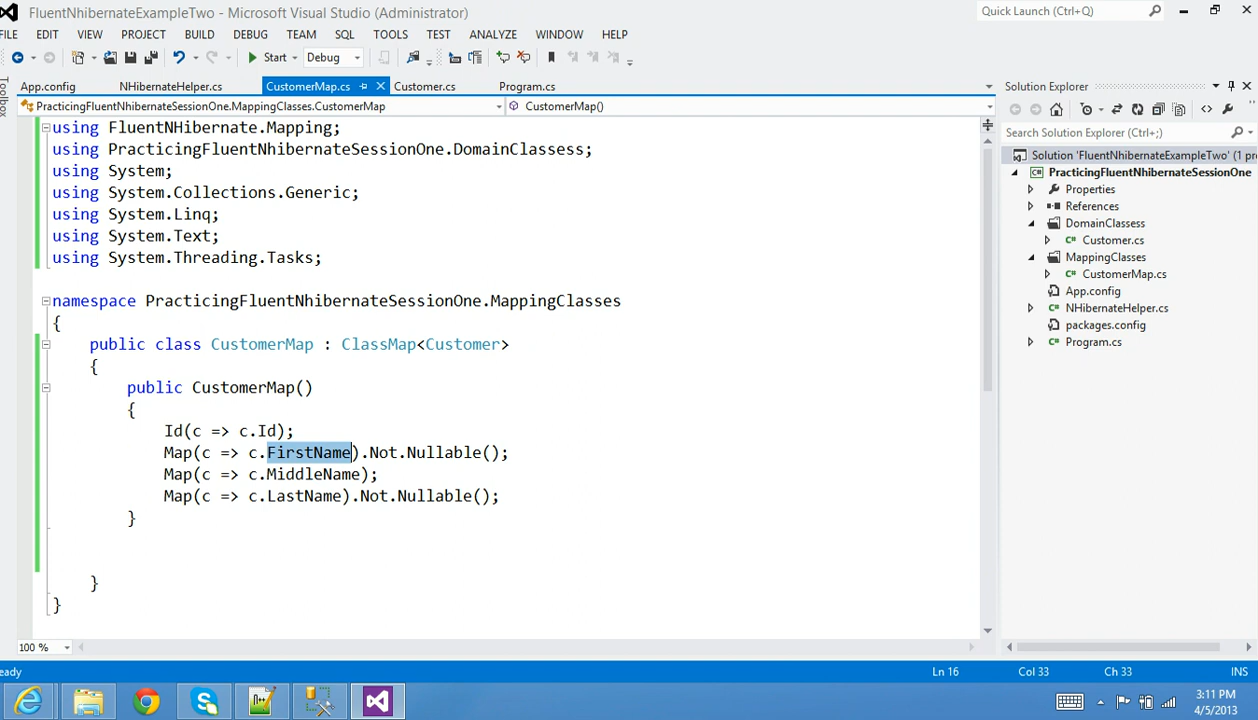 FluentNhibernateExampleTwo - Microsoft Visual Studio (Administrator)
Quick Launch (Ctrl+Q)
FILE EDIT VIEW PROJECT BUILD DEBUG TEAM SQL TOOLS TEST ANALYZE WINDOW HELP
Start Debug
Toolbox
App.config NHibernateHelper.cs CustomerMap.cs Customer.cs Program.cs
PracticingFluentNhibernateSessionOne.MappingClasses.CustomerMap CustomerMap()
using FluentNHibernate.Mapping;
using PracticingFluentNhibernateSessionOne.DomainClassess;
using System;
using System.Collections.Generic;
using System.Linq;
using System.Text;
using System.Threading.Tasks;
namespace PracticingFluentNhibernateSessionOne.MappingClasses
{
public class CustomerMap : ClassMap<Customer>
{
public CustomerMap()
{
Id(c => c.Id);
Map(c => c.FirstName).Not.Nullable();
Map(c => c.MiddleName);
Map(c => c.LastName).Not.Nullable();
}
}
}
100 %
Solution Explorer
Search Solution Explorer (Ctrl+;)
Solution 'FluentNhibernateExampleTwo' (1 pr
PracticingFluentNhibernateSessionOne
Properties
References
DomainClassess
Customer.cs
MappingClasses
CustomerMap.cs
App.config
NHibernateHelper.cs
packages.config
Program.cs
eady Ln 16 Col 33 Ch 33 INS
3:11 PM
4/5/2013